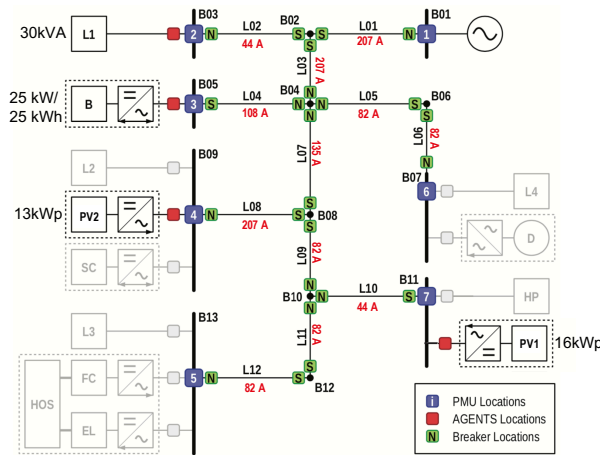 B03
B02
B01
30kVA
L1
2
N
L02
S
S
L01
N
1
44 A
S
207 A
L03
207 A
25 kW/
25 kWh
B
B05
3
S
L04
108 A
N
B04
N
N
N
L05
82 A
S
B06
S
L06
82 A
N
L07
135 A
L2
B09
B07
6
L4
D
13kWp
PV2
4
N
L08
207 A
S
S
B08
S
SC
L09
82 A
N
B10
N
N
L10
44 A
S
B11
7
HP
PV1
16kWp
L3
B13
L11
82 A
S
HOS
FC
5
N
L12
82 A
S
B12
EL
i PMU Locations
AGENTS Locations
N Breaker Locations